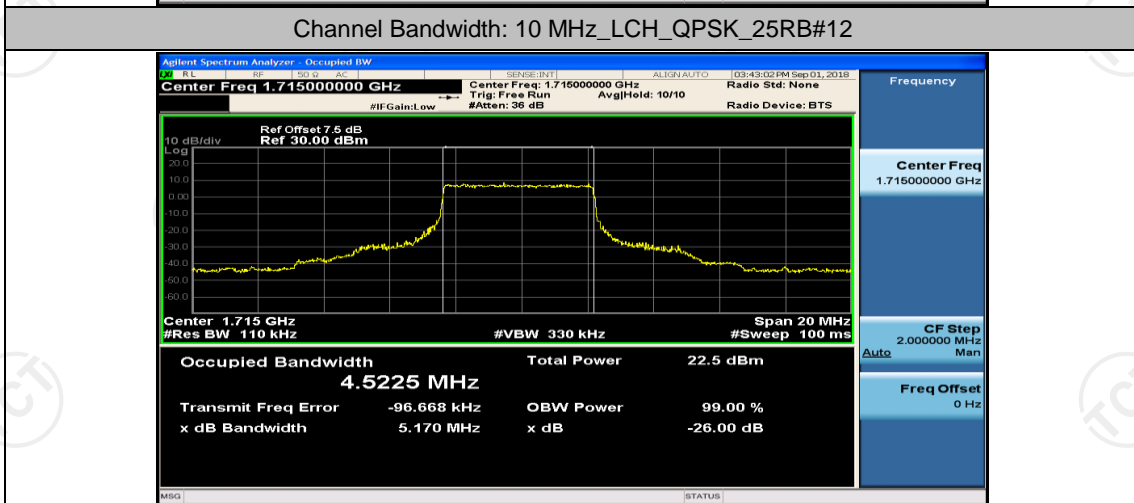 Channel Bandwidth: 10 MHz_LCH_QPSK_25RB#12
Agilent Spectrum Analyzer - Occupied BW
LXI RL RF 50 Ω AC SENSE:INT ALIGN AUTO 03:43:02 PM Sep 01, 2018
Center Freq 1.715000000 GHz Center Freq: 1.715000000 GHz Radio Std: None Frequency
Trig: Free Run Avg|Hold: 10/10
#IFGain:Low #Atten: 36 dB Radio Device: BTS
Ref Offset 7.5 dB
10 dB/div Ref 30.00 dBm
Log
20.0
10.0
0.00
-10.0
-20.0
-30.0
-40.0
-50.0
-60.0
Center Freq
1.715000000 GHz
Center 1.715 GHz Span 20 MHz
#Res BW 110 kHz #VBW 330 kHz #Sweep 100 ms
CF Step
2.000000 MHz
Auto Man
Occupied Bandwidth Total Power 22.5 dBm
4.5225 MHz
Transmit Freq Error -96.668 kHz OBW Power 99.00 %
x dB Bandwidth 5.170 MHz x dB -26.00 dB
Freq Offset
0 Hz
MSG STATUS
TCT